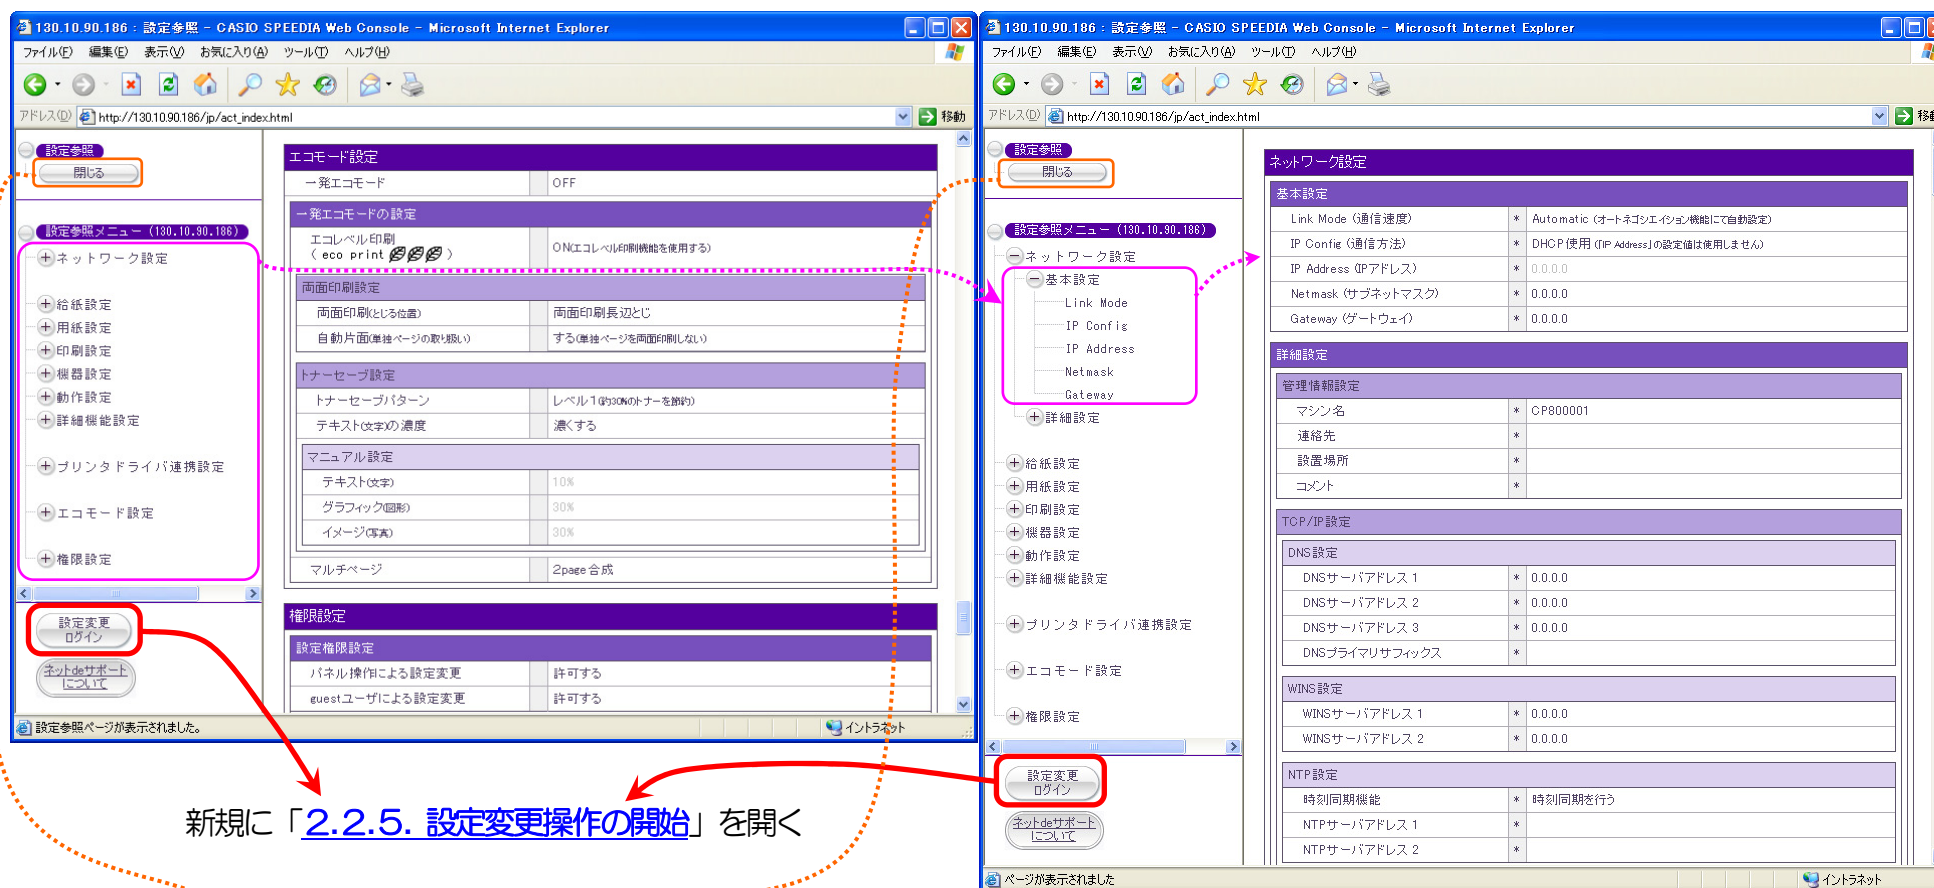 130.10.90.186 : 設定参照 - CASIO SPEEDIA Web Console - Microsoft Internet Explorer
ファイル(F) 編集(E) 表示(V) お気に入り(A) ツール(T) ヘルプ(H)
アドレス(D) http://130.10.90.186/jp/act_index.html 移動
設定参照
閉じる
設定参照メニュー (130.10.90.186)
ネットワーク設定
給紙設定
用紙設定
印刷設定
機器設定
動作設定
詳細機能設定
プリンタドライバ連携設定
エコモード設定
権限設定
設定変更
ログイン
ネットdeサポート
について
エコモード設定
一発エコモード OFF
一発エコモードの設定
エコレベル印刷
( eco print ) ON(エコレベル印刷機能を使用する)
両面印刷設定
両面印刷(とじる位置) 両面印刷長辺とじ
自動片面(単独ページの取り扱い) する(単独ページを両面印刷しない)
トナーセーブ設定
トナーセーブパターン レベル1(約30%のトナーを節約)
テキスト(文字)の濃度 濃くする
マニュアル設定
テキスト(文字) 10%
グラフィック(図形) 30%
イメージ(写真) 30%
マルチページ 2page合成
権限設定
設定権限設定
パネル操作による設定変更 許可する
guestユーザによる設定変更 許可する
設定参照ページが表示されました。 イントラネット
130.10.90.186 : 設定参照 - CASIO SPEEDIA Web Console - Microsoft Internet Explorer
ファイル(F) 編集(E) 表示(V) お気に入り(A) ツール(T) ヘルプ(H)
アドレス(D) http://130.10.90.186/jp/act_index.html 移動
設定参照
閉じる
設定参照メニュー (130.10.90.186)
ネットワーク設定
基本設定
Link Mode
IP Config
IP Address
Netmask
Gateway
詳細設定
給紙設定
用紙設定
印刷設定
機器設定
動作設定
詳細機能設定
プリンタドライバ連携設定
エコモード設定
権限設定
設定変更
ログイン
ネットdeサポート
について
ネットワーク設定
基本設定
Link Mode (通信速度) * Automatic (オートネゴシエイション機能にて自動設定)
IP Config (通信方法) * DHCP使用 (「IP Address」の設定値は使用しません)
IP Address (IPアドレス) * 0.0.0.0
Netmask (サブネットマスク) * 0.0.0.0
Gateway (ゲートウェイ) * 0.0.0.0
詳細設定
管理情報設定
マシン名 * CP800001
連絡先 *
設置場所 *
コメント *
TCP/IP設定
DNS設定
DNSサーバアドレス 1 * 0.0.0.0
DNSサーバアドレス 2 * 0.0.0.0
DNSサーバアドレス 3 * 0.0.0.0
DNSプライマリサフィックス *
WINS設定
WINSサーバアドレス 1 * 0.0.0.0
WINSサーバアドレス 2 * 0.0.0.0
NTP設定
時刻同期機能 * 時刻同期を行う
NTPサーバアドレス 1 *
NTPサーバアドレス 2 *
ページが表示されました イントラネット
新規に「2.2.5. 設定変更操作の開始」を開く